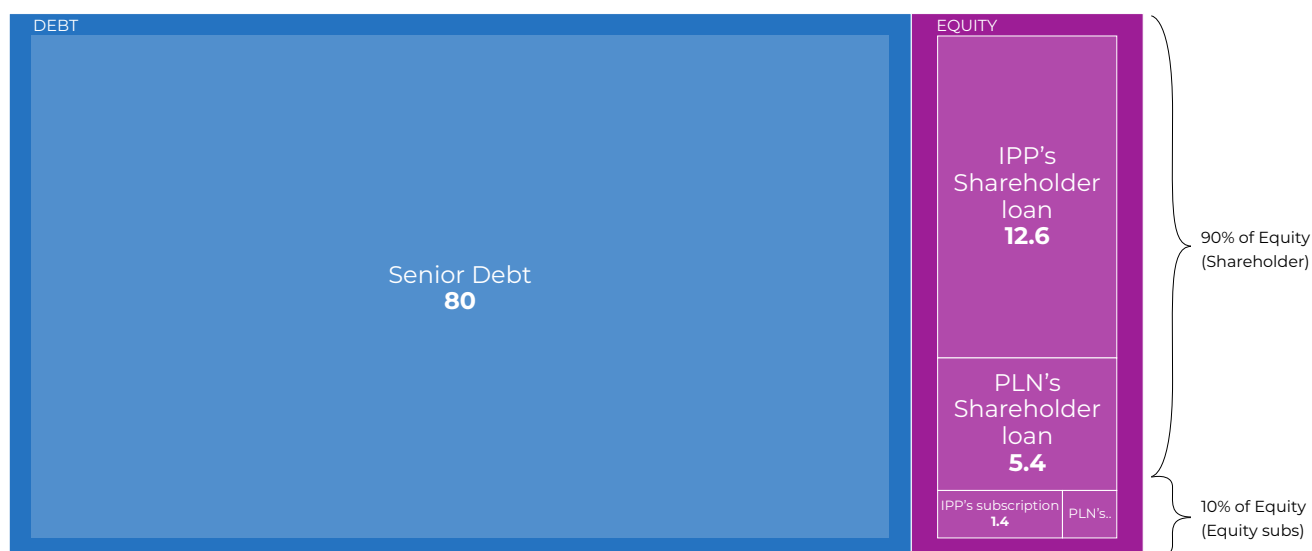 DEBT
Senior Debt
80
EQUITY
IPP’s
Shareholder
loan
12.6
PLN’s
Shareholder
loan
5.4
IPP’s subscription
1.4
PLN’s..
90% of Equity
(Shareholder)
10% of Equity
(Equity subs)